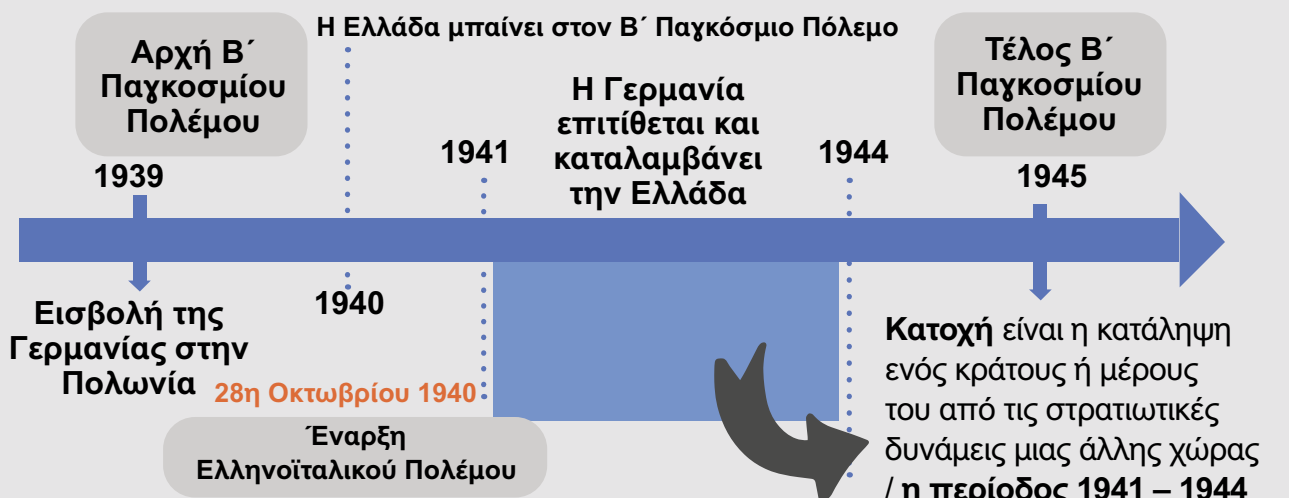 Η Ελλάδα μπαίνει στον Β΄ Παγκόσμιο Πόλεμο
Αρχή Β΄
Παγκοσμίου
Πολέμου
1939
1941
Η Γερμανία
επιτίθεται και
καταλαμβάνει
την Ελλάδα
1944
Τέλος Β΄
Παγκοσμίου
Πολέμου
1945
Εισβολή της
Γερμανίας στην
Πολωνία
1940
28η Οκτωβρίου 1940
Έναρξη
Ελληνοϊταλικού Πολέμου
Κατοχή είναι η κατάληψη
ενός κράτους ή μέρους
του από τις στρατιωτικές
δυνάμεις μιας άλλης χώρας
/ η περίοδος 1941 – 1944